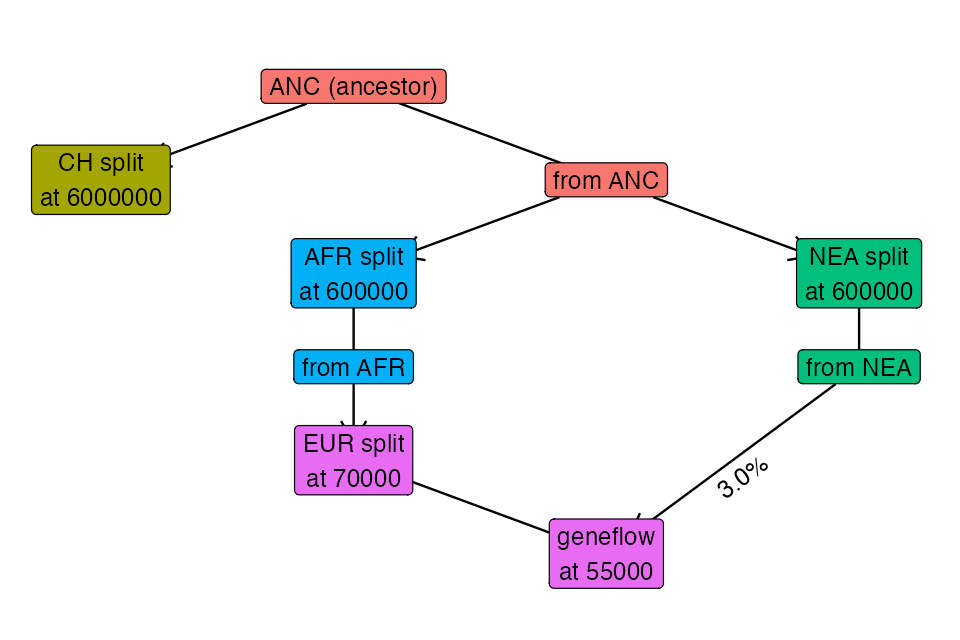 ANC (ancestor)
CH split
at 6000000
from ANC
AFR split
at 600000
NEA split
at 600000
from AFR
from NEA
EUR split
at 70000
3.0%
geneflow
at 55000